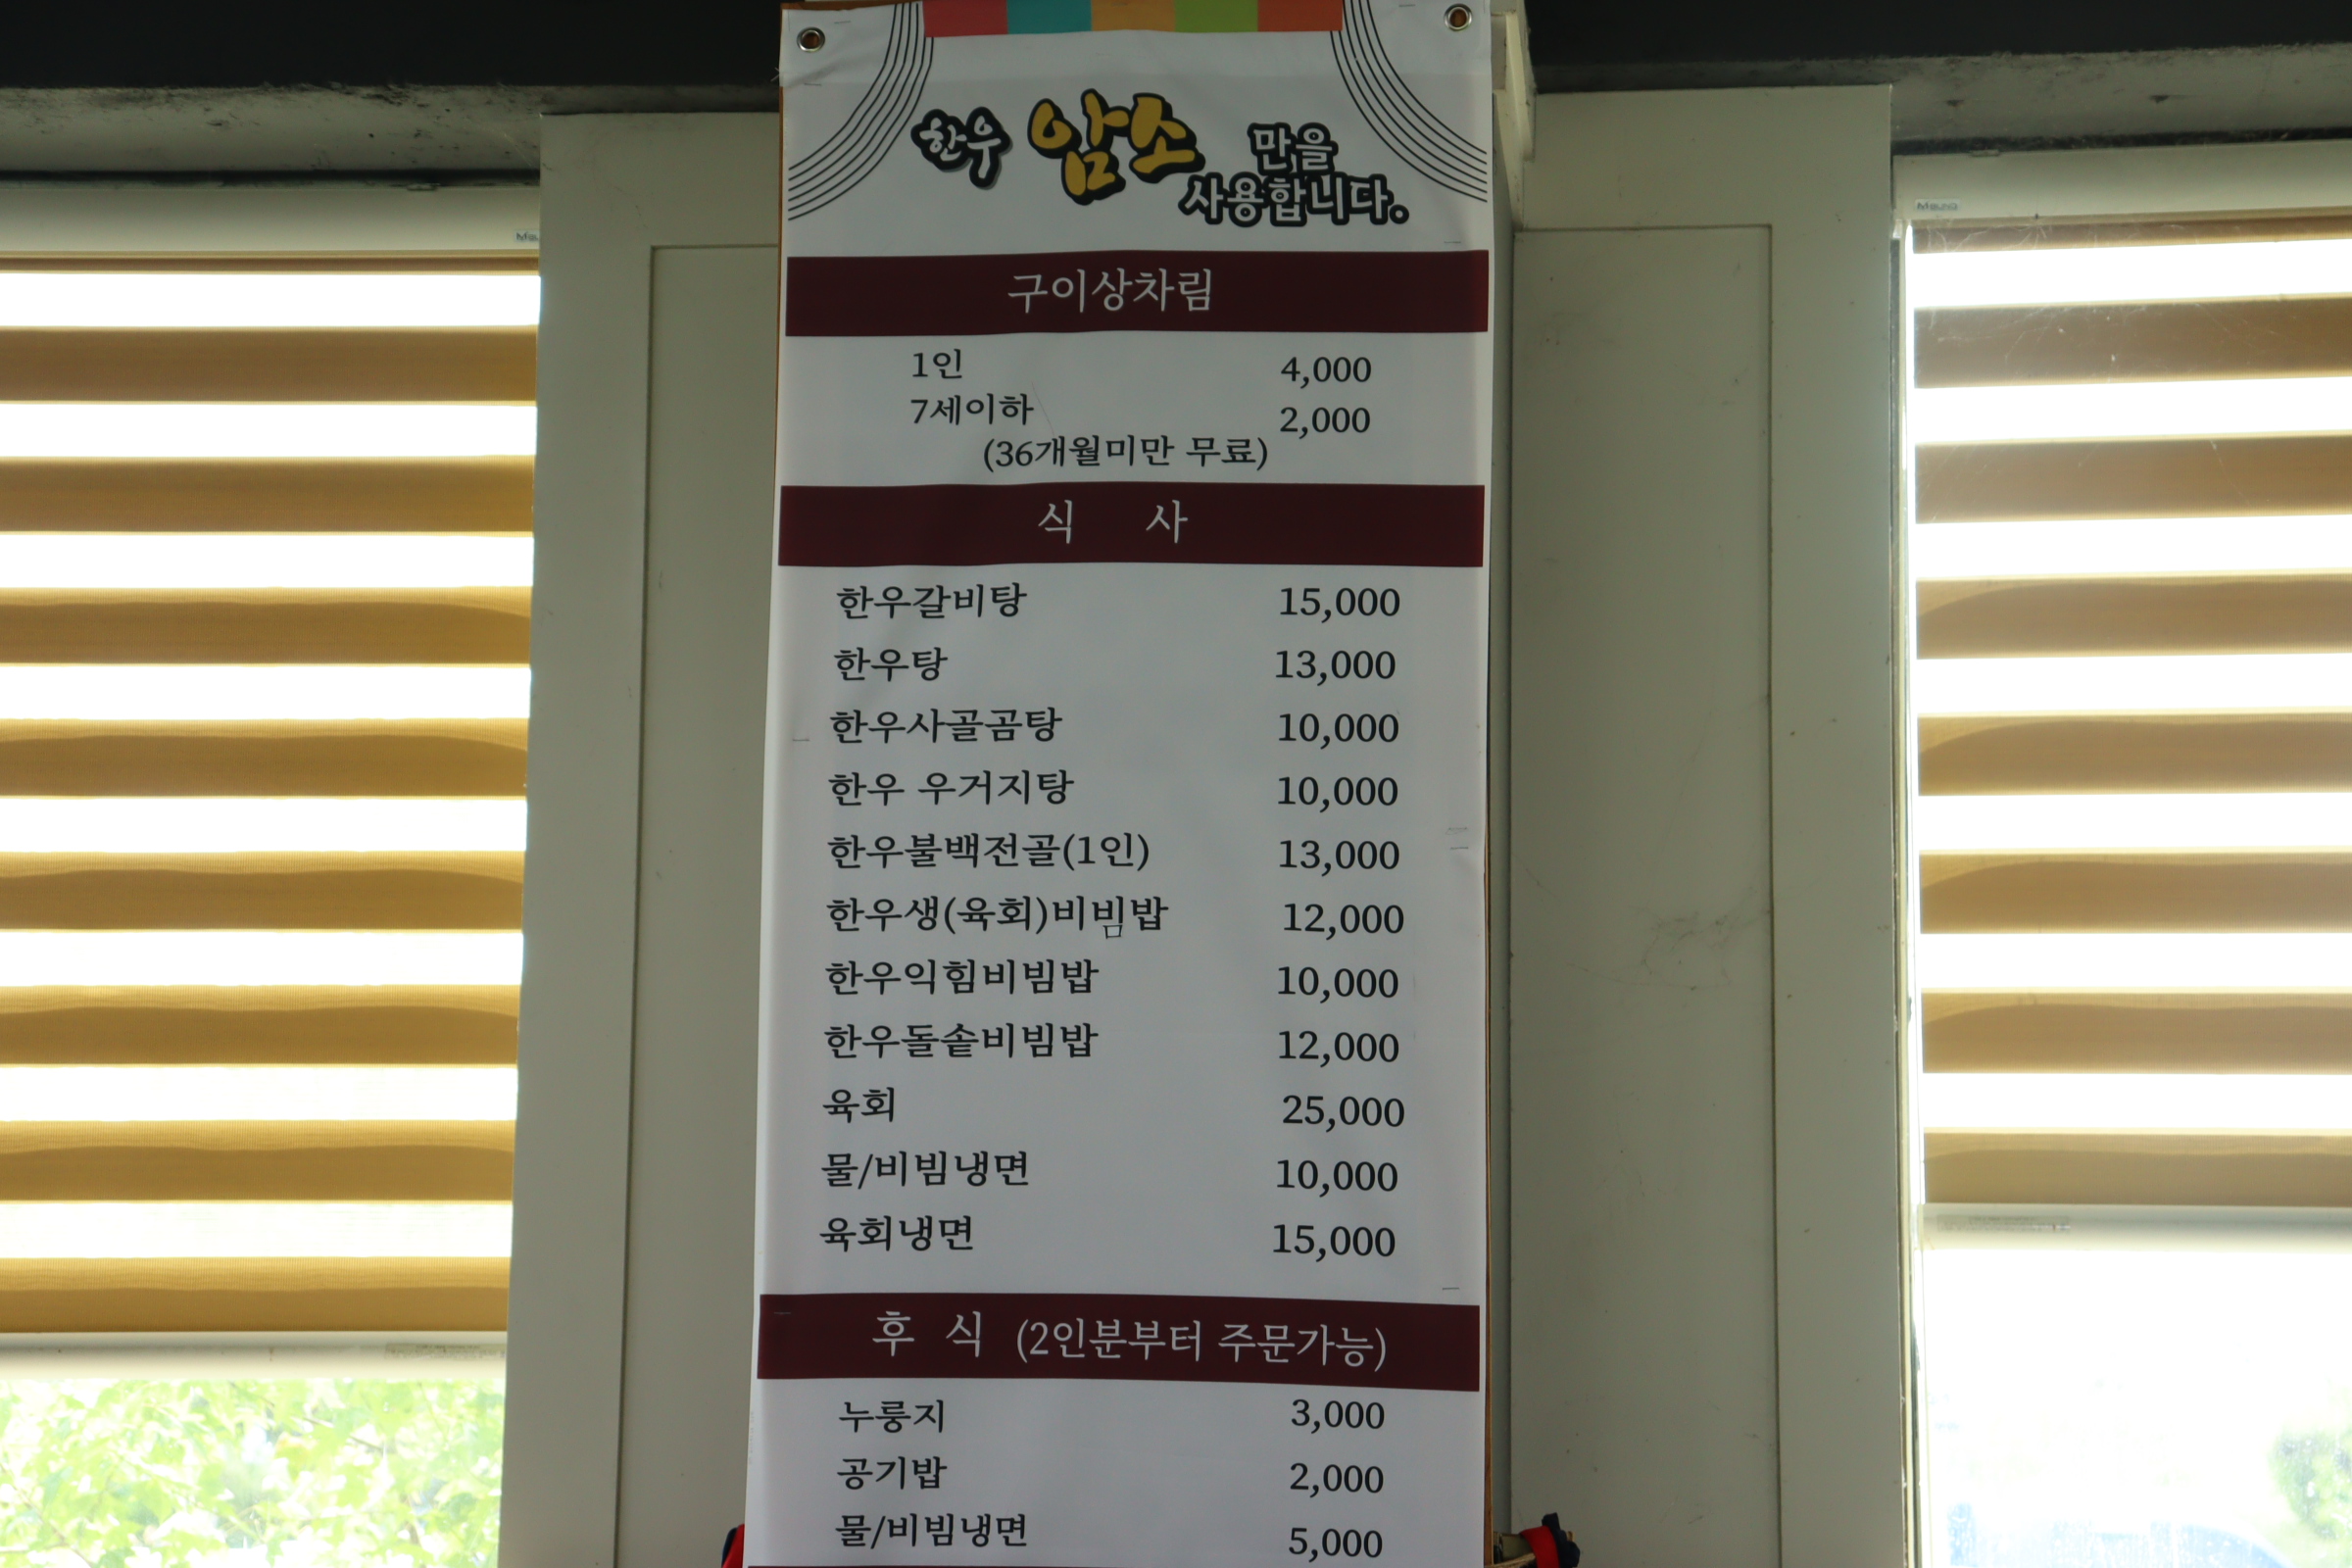 한우 암소 만을
사용합니다.
구이상차림
1인 4,000
7세이하 2,000
(36개월미만 무료)
식 사
한우갈비탕 15,000
한우탕 13,000
한우사골곰탕 10,000
한우 우거지탕 10,000
한우불백전골(1인) 13,000
한우생(육회)비빔밥 12,000
한우익힘비빔밥 10,000
한우돌솥비빔밥 12,000
육회 25,000
물/비빔냉면 10,000
육회냉면 15,000
후 식 (2인분부터 주문가능)
누룽지 3,000
공기밥 2,000
물/비빔냉면 5,000